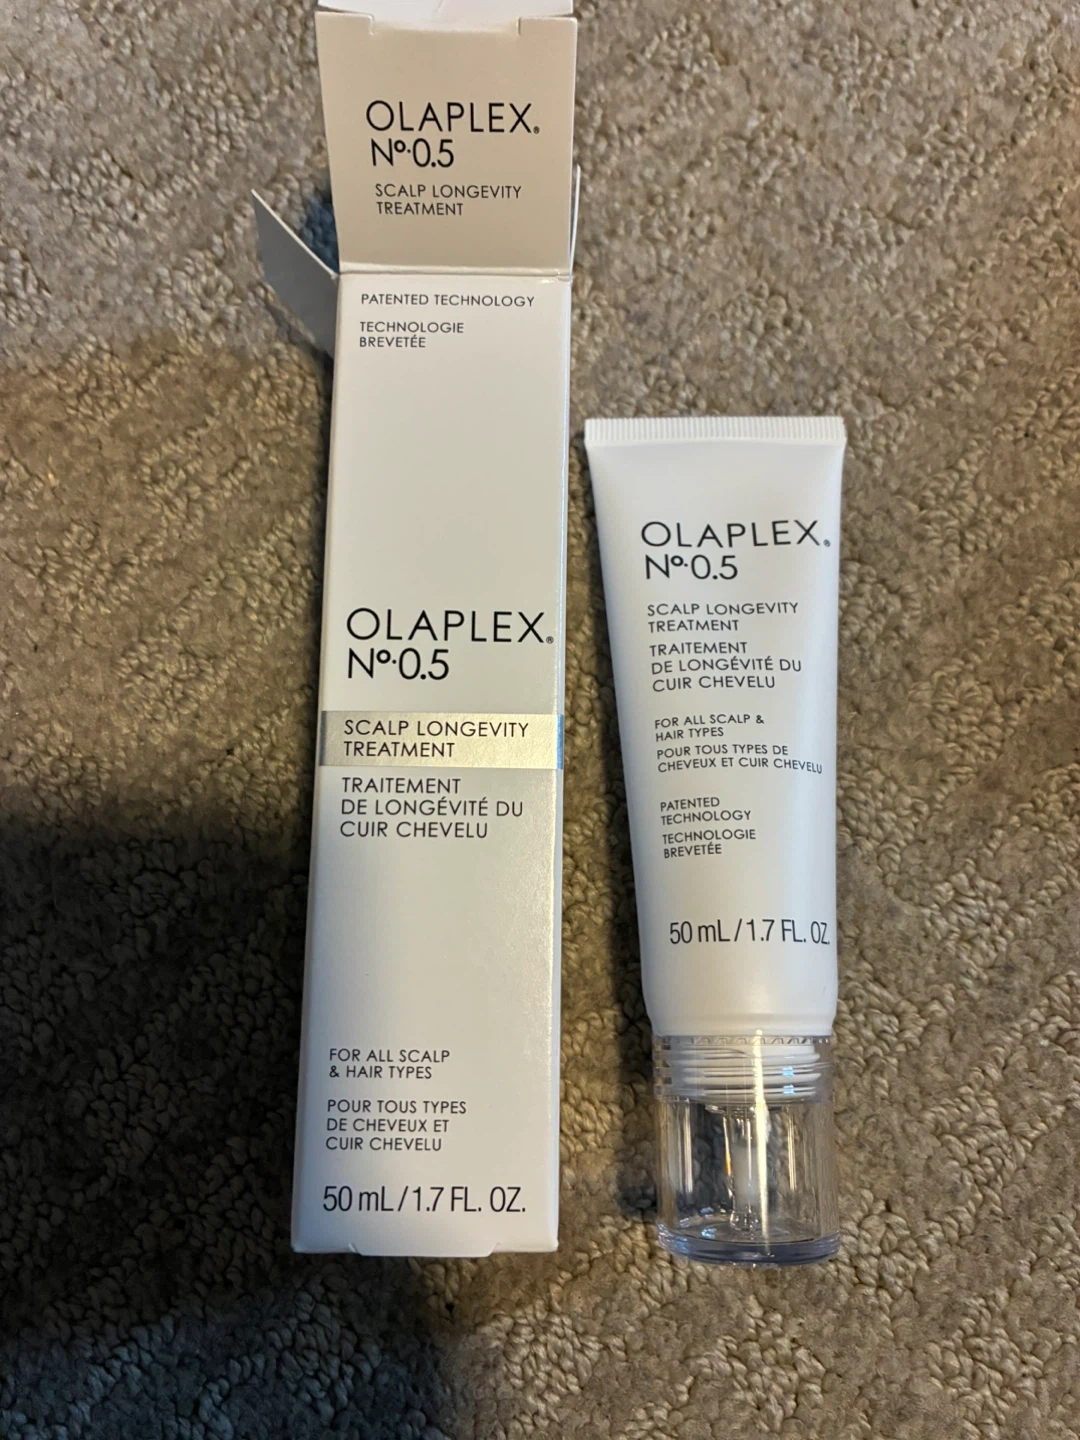 OLAPLEX®
Nº.0.5
SCALP LONGEVITY
TREATMENT
PATENTED TECHNOLOGY
TECHNOLOGIE
BREVETÉE
OLAPLEX®
Nº.0.5
SCALP LONGEVITY
TREATMENT
TRAITEMENT
DE LONGÉVITÉ DU
CUIR CHEVELU
FOR ALL SCALP
& HAIR TYPES
POUR TOUS TYPES
DE CHEVEUX ET
CUIR CHEVELU
50 mL/1.7 FL. OZ.
OLAPLEX®
Nº.0.5
SCALP LONGEVITY
TREATMENT
TRAITEMENT
DE LONGÉVITÉ DU
CUIR CHEVELU
FOR ALL SCALP &
HAIR TYPES
POUR TOUS TYPES DE
CHEVEUX ET CUIR CHEVELU
PATENTED
TECHNOLOGY
TECHNOLOGIE
BREVETÉE
50 mL/1.7 FL. OZ.